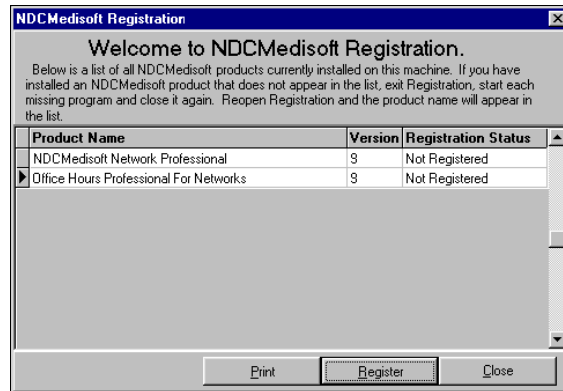 NDCMedisoft Registration
Welcome to NDCMedisoft Registration.
Below is a list of all NDCMedisoft products currently installed on this machine. If you have
installed an NDCMedisoft product that does not appear in the list, exit Registration, start each
missing program and close it again. Reopen Registration and the product name will appear in
the list.
Product Name Version Registration Status
NDCMedisoft Network Professional 9 Not Registered
Office Hours Professional For Networks 9 Not Registered
Print Register Close